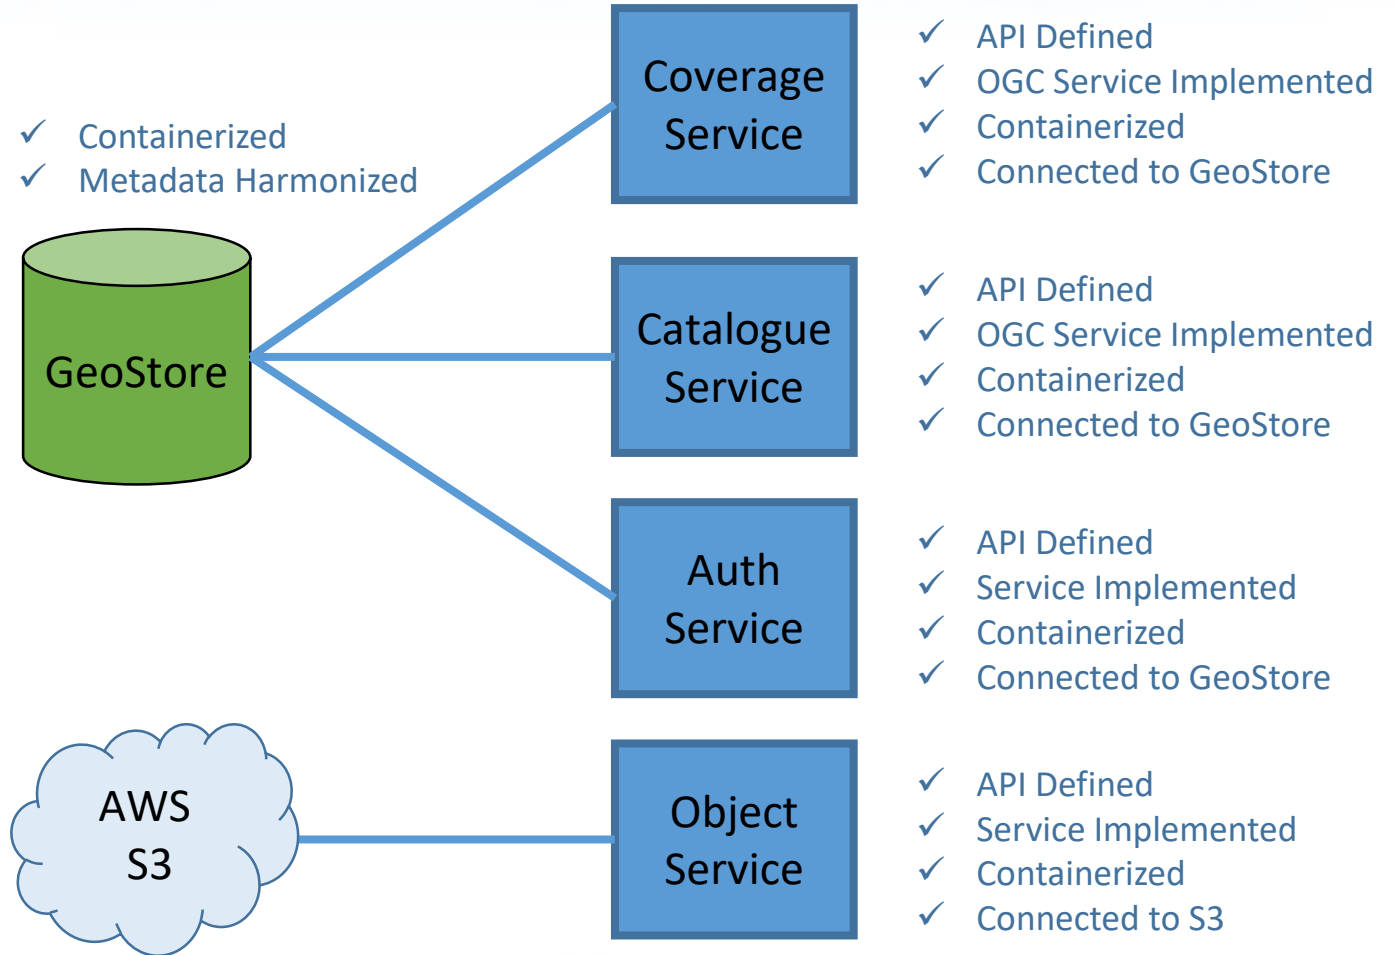 ✓ Containerized
✓ Metadata Harmonized
GeoStore
Coverage
Service
✓ API Defined
✓ OGC Service Implemented
✓ Containerized
✓ Connected to GeoStore
Catalogue
Service
✓ API Defined
✓ OGC Service Implemented
✓ Containerized
✓ Connected to GeoStore
Auth
Service
✓ API Defined
✓ Service Implemented
✓ Containerized
✓ Connected to GeoStore
AWS
S3
Object
Service
✓ API Defined
✓ Service Implemented
✓ Containerized
✓ Connected to S3